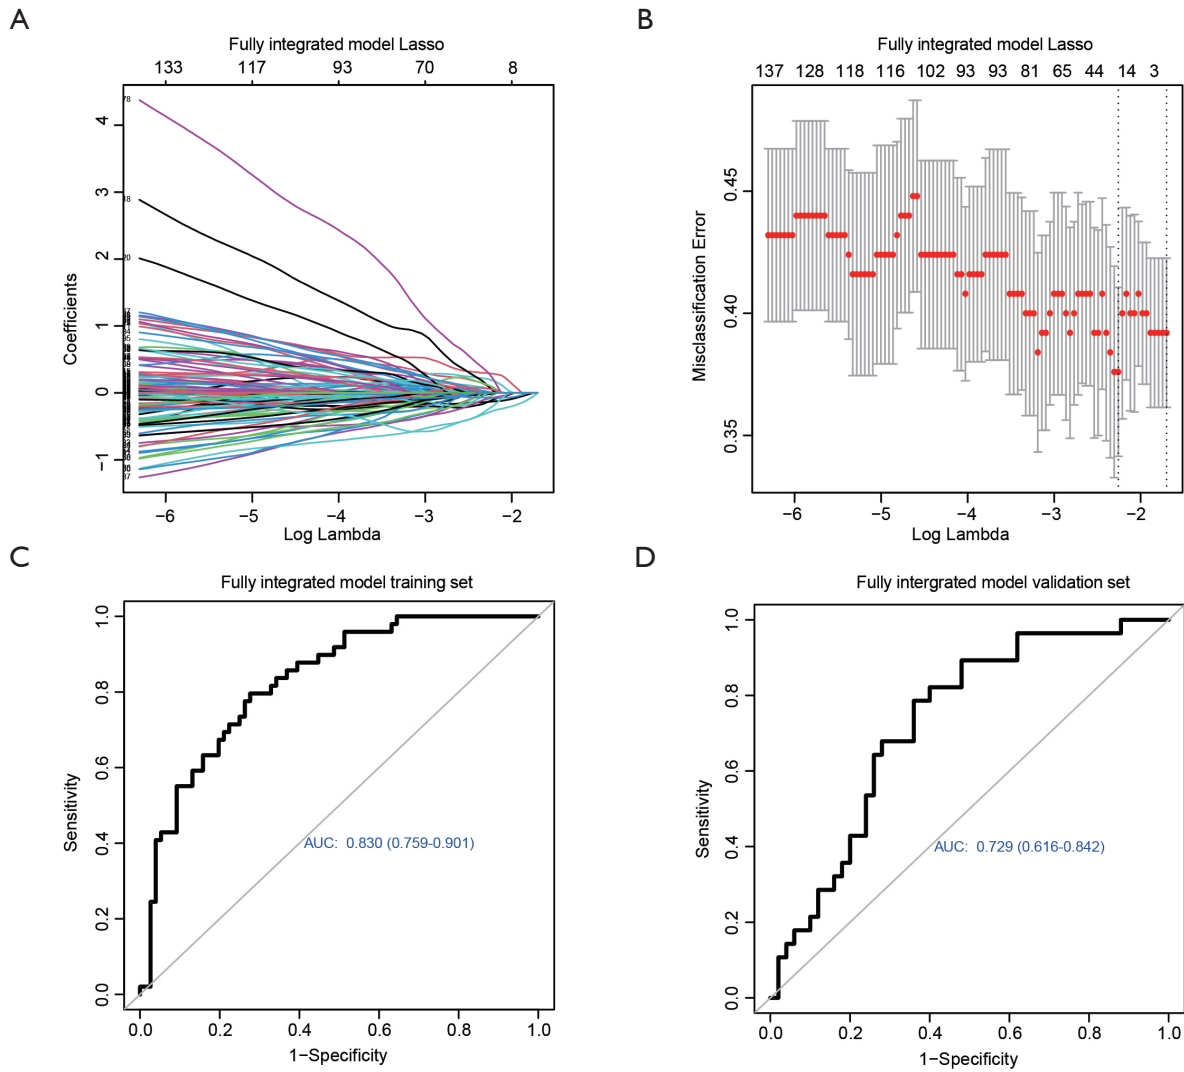 A
Fully integrated model Lasso
133 117 93 70 8
4
3
2
1
0
−1
Coefficients
78
18
20
−6 −5 −4 −3 −2
Log Lambda
B
Fully integrated model Lasso
137 128 118 116 102 93 93 81 65 44 14 3
0.45
0.40
0.35
Misclassification Error
−6 −5 −4 −3 −2
Log Lambda
C
Fully integrated model training set
1.0
0.8
0.6
0.4
0.2
0.0
Sensitivity
AUC: 0.830 (0.759-0.901)
0.0 0.2 0.4 0.6 0.8 1.0
1−Specificity
D
Fully intergrated model validation set
1.0
0.8
0.6
0.4
0.2
0.0
Sensitivity
AUC: 0.729 (0.616-0.842)
0.0 0.2 0.4 0.6 0.8 1.0
1−Specificity